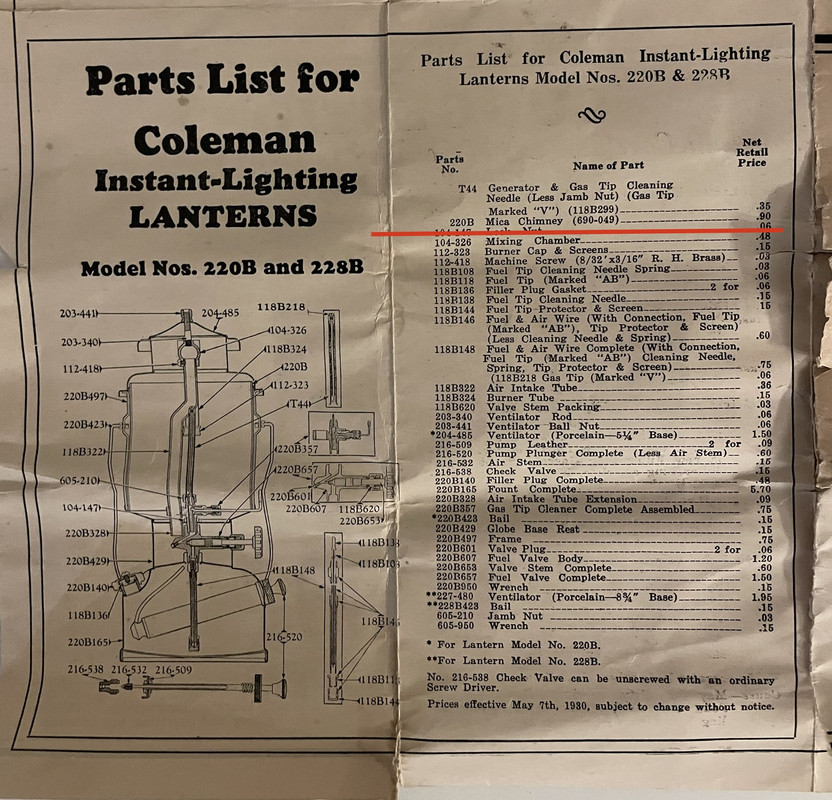 Parts List for
Coleman
Instant-Lighting
LANTERNS
Model Nos. 220B and 228B
203-441
204-485
118B218
203-340
104-326
118B324
112-418
220B
112-323
220B497
(T44)
220B423
220B357
118B322
220B657
605-210
220B601
118B620
220B607
220B653
104-147
220B328
220B429
118B148
220B140
118B136
216-520
220B165
216-538 216-532 216-509
Parts List for Coleman Instant-Lighting
Lanterns Model Nos. 220B & 228B
Parts No. Name of Part Net Retail Price
T44 Generator & Gas Tip Cleaning
Needle (Less Jamb Nut) (Gas Tip
Marked "V") (118B299) .35
220B Mica Chimney (690-049) .90
104-326 Mixing Chamber .48
112-323 Burner Cap & Screens .15
112-418 Machine Screw (8/32'x3/16" R. H. Brass) .03
118B108 Fuel Tip Cleaning Needle Spring .03
118B118 Fuel Tip (Marked "AB") .06
118B136 Filler Plug Gasket 2 for .06
118B138 Fuel Tip Cleaning Needle .15
118B144 Fuel Tip Protector & Screen .15
118B146 Fuel & Air Wire (With Connection, Fuel Tip
(Marked "AB"), Tip Protector & Screen)
(Less Cleaning Needle & Spring) .60
118B148 Fuel & Air Wire Complete (With Connection,
Fuel Tip (Marked "AB") Cleaning Needle,
Spring, Tip Protector & Screen) .75
(118B218 Gas Tip (Marked "V") .06
118B322 Air Intake Tube .36
118B324 Burner Tube .15
118B620 Valve Stem Packing .03
203-340 Ventilator Rod .06
203-441 Ventilator Ball Nut .06
*204-485 Ventilator (Porcelain—5¼" Base) 1.50
216-509 Pump Leather 2 for .09
216-520 Pump Plunger Complete (Less Air Stem) .60
216-532 Air Stem .15
216-538 Check Valve .15
220B140 Filler Plug Complete .48
220B165 Fount Complete 5.70
220B328 Air Intake Tube Extension .09
220B357 Gas Tip Cleaner Complete Assembled .75
*220B423 Bail .15
220B429 Globe Base Rest .15
220B497 Frame .75
220B601 Valve Plug 2 for .06
220B607 Fuel Valve Body 1.20
220B653 Valve Stem Complete .60
220B657 Fuel Valve Complete 1.50
220B950 Wrench .15
**227-480 Ventilator (Porcelain—8¾" Base) 1.95
**228B423 Bail .15
605-210 Jamb Nut .03
605-950 Wrench .15
* For Lantern Model No. 220B.
**For Lantern Model No. 228B.
No. 216-538 Check Valve can be unscrewed with an ordinary
Screw Driver.
Prices effective May 7th, 1930, subject to change without notice.